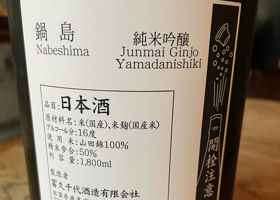 鍋島
Nabeshima
純米吟醸
Junmai Ginjo
Yamadanishiki
品目:日本酒
原材料名:米(国産)、米麹(国産米)
アルコール分:16度
使用米:山田錦100%
精米歩合:50%
内容量:1,800ml
製造者
富久千代酒造有限会社
開栓注意